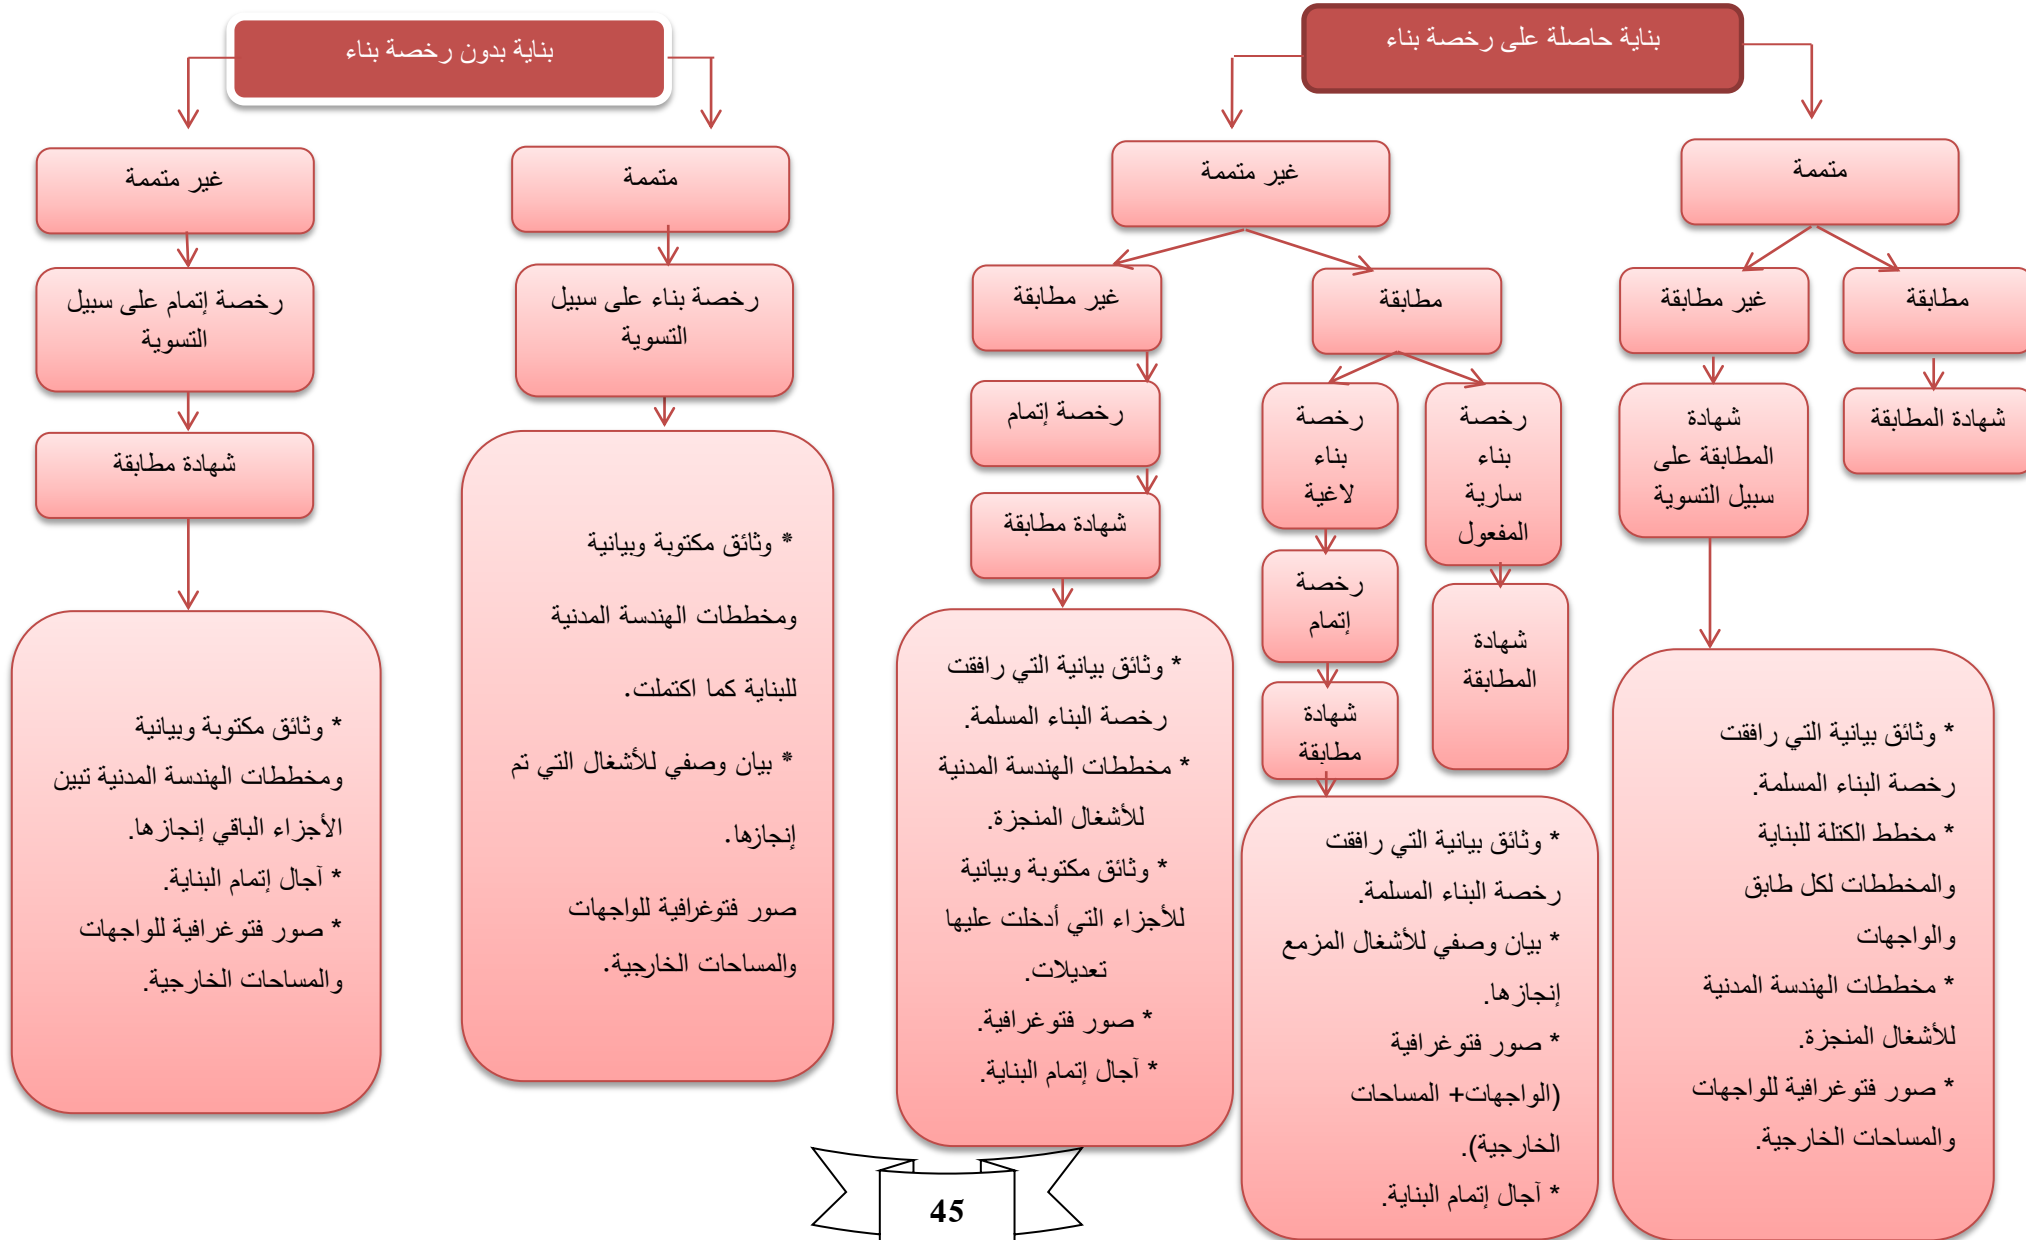 بناية حاصلة على رخصة بناء
بناية بدون رخصة بناء
متممة
غير متممة
متممة
غير متممة
مطابقة
غير مطابقة
مطابقة
غير مطابقة
رخصة بناء على سبيل
التسوية
رخصة إتمام على سبيل
التسوية
شهادة المطابقة
شهادة
المطابقة على
سبيل التسوية
رخصة
بناء
سارية
المفعول
رخصة
بناء
لاغية
رخصة إتمام
شهادة مطابقة
شهادة مطابقة
شهادة
المطابقة
رخصة
إتمام
شهادة
مطابقة
* وثائق بيانية التي رافقت
رخصة البناء المسلمة.
* مخطط الكتلة للبناية
والمخططات لكل طابق
والواجهات
* مخططات الهندسة المدنية
للأشغال المنجزة.
* صور فتوغرافية للواجهات
والمساحات الخارجية.
* وثائق بيانية التي رافقت
رخصة البناء المسلمة.
* بيان وصفي للأشغال المزمع
إنجازها.
* صور فتوغرافية
(الواجهات+ المساحات
الخارجية).
* آجال إتمام البناية.
* وثائق بيانية التي رافقت
رخصة البناء المسلمة.
* مخططات الهندسة المدنية
للأشغال المنجزة.
* وثائق مكتوبة وبيانية
للأجزاء التي أدخلت عليها
تعديلات.
* صور فتوغرافية.
* آجال إتمام البناية.
* وثائق مكتوبة وبيانية
ومخططات الهندسة المدنية
للبناية كما اكتملت.
* بيان وصفي للأشغال التي تم
إنجازها.
صور فتوغرافية للواجهات
والمساحات الخارجية.
* وثائق مكتوبة وبيانية
ومخططات الهندسة المدنية تبين
الأجزاء الباقي إنجازها.
* آجال إتمام البناية.
* صور فتوغرافية للواجهات
والمساحات الخارجية.
45